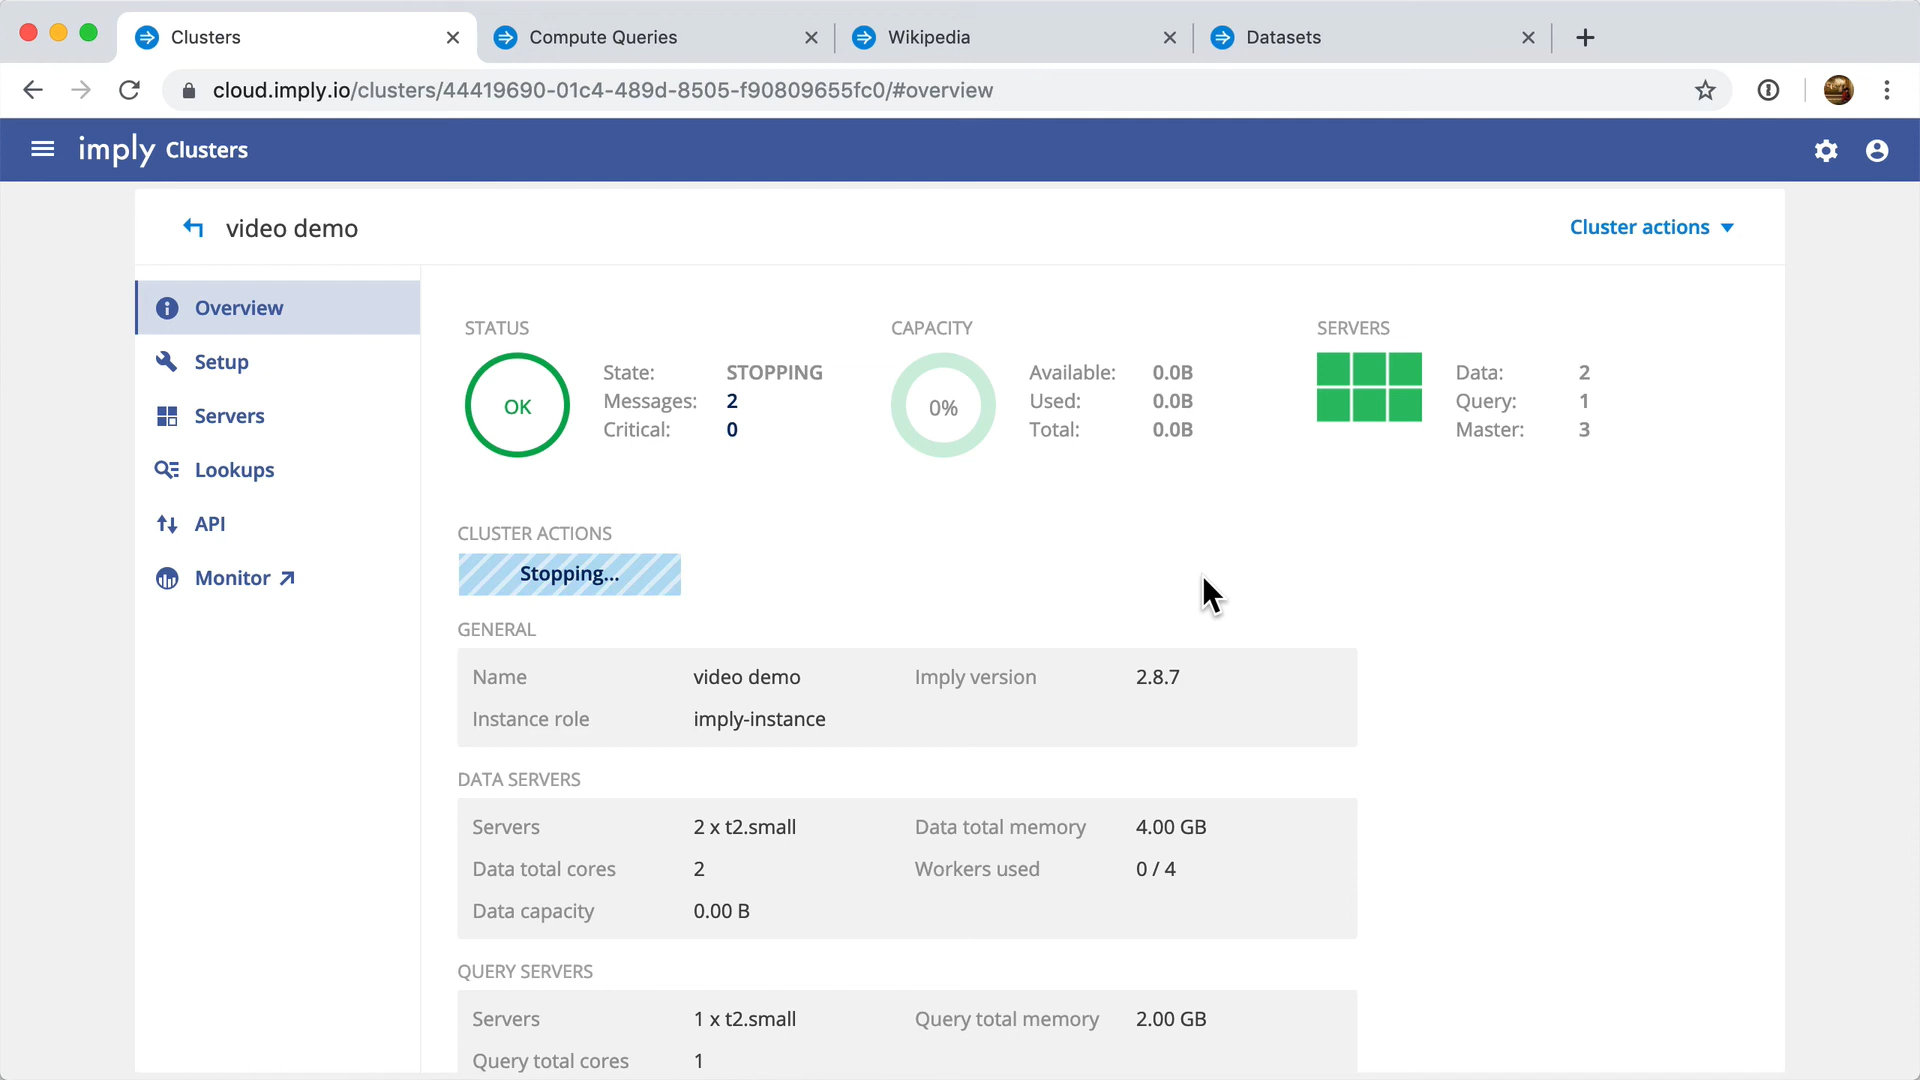 Clusters
Compute Queries
Wikipedia
Datasets
cloud.imply.io/clusters/44419690-01c4-489d-8505-f90809655fc0/#overview
imply Clusters
video demo
Cluster actions
Overview
Setup
Servers
Lookups
API
Monitor
STATUS
OK
State: STOPPING
Messages: 2
Critical: 0
CAPACITY
0%
Available: 0.0B
Used: 0.0B
Total: 0.0B
SERVERS
Data: 2
Query: 1
Master: 3
CLUSTER ACTIONS
Stopping...
GENERAL
Name video demo Imply version 2.8.7
Instance role imply-instance
DATA SERVERS
Servers 2 x t2.small Data total memory 4.00 GB
Data total cores 2 Workers used 0 / 4
Data capacity 0.00 B
QUERY SERVERS
Servers 1 x t2.small Query total memory 2.00 GB
Query total cores 1